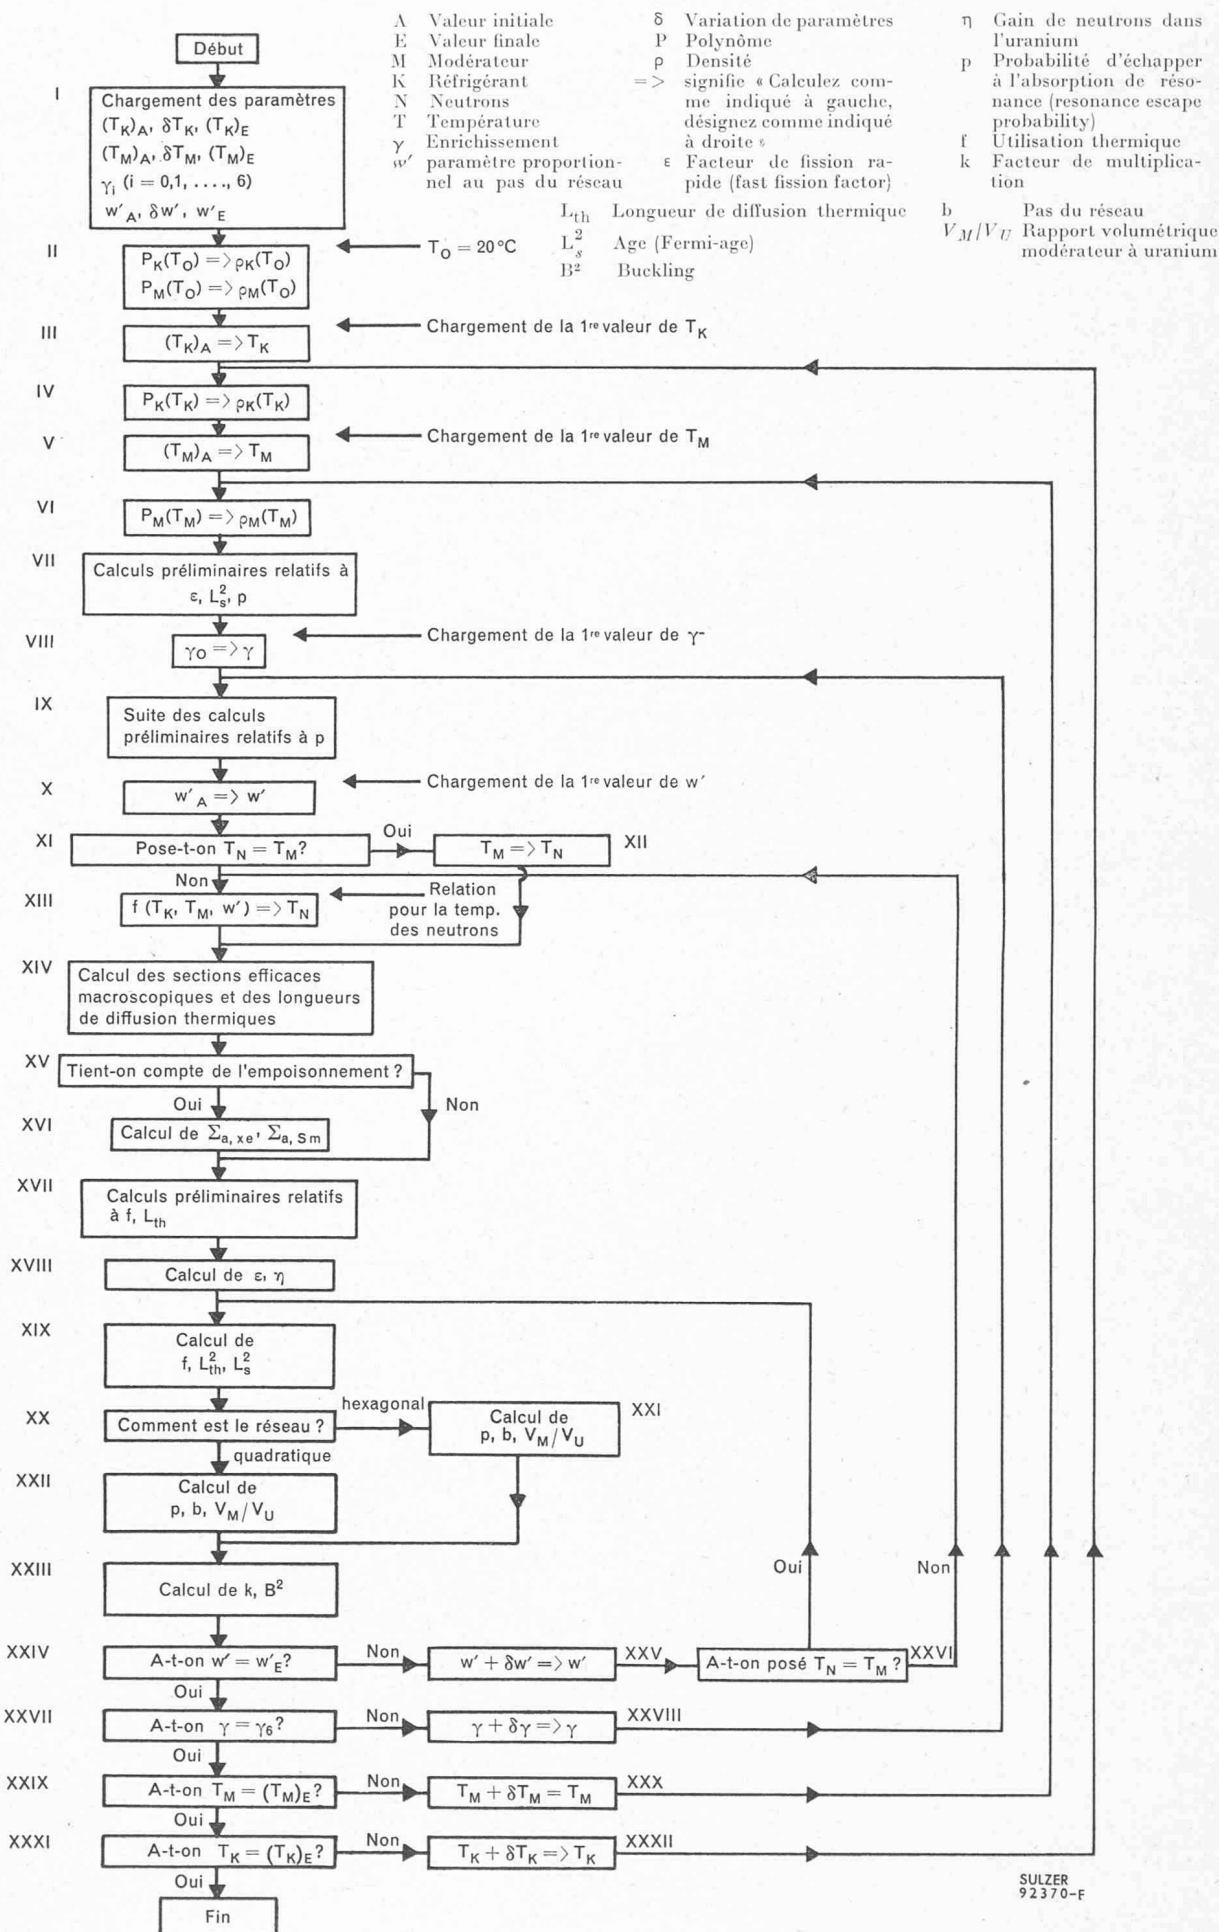 A Valeur initiale
E Valeur finale
M Modérateur
K Réfrigérant
N Neutrons
T Température
γ Enrichissement
w′ paramètre proportion-
nel au pas du réseau
δ Variation de paramètres
P Polynôme
ρ Densité
=> signifie « Calculez com-
me indiqué à gauche,
désignez comme indiqué
à droite »
ε Facteur de fission ra-
pide (fast fission factor)
η Gain de neutrons dans
l'uranium
p Probabilité d'échapper
à l'absorption de réso-
nance (resonance escape
probability)
f Utilisation thermique
k Facteur de multiplica-
tion
L_th Longueur de diffusion thermique
L_s^2 Age (Fermi-age)
B² Buckling
b Pas du réseau
V_M/V_U Rapport volumétrique
modérateur à uranium
Début
I
Chargement des paramètres
(T_K)_A, δT_K, (T_K)_E
(T_M)_A, δT_M, (T_M)_E
γ_i (i = 0,1, . . . ., 6)
w′_A, δw′, w′_E
II
P_K(T_O) => ρ_K(T_O)
P_M(T_O) => ρ_M(T_O)
T_O = 20°C
III
(T_K)_A => T_K
Chargement de la 1re valeur de T_K
IV
P_K(T_K) => ρ_K(T_K)
V
(T_M)_A => T_M
Chargement de la 1re valeur de T_M
VI
P_M(T_M) => ρ_M(T_M)
VII
Calculs préliminaires relatifs à
ε, L_s^2, p
VIII
γ_O => γ
Chargement de la 1re valeur de γ
IX
Suite des calculs
préliminaires relatifs à p
X
w′_A => w′
Chargement de la 1re valeur de w′
XI
Pose-t-on T_N = T_M?
Oui
T_M => T_N
XII
Non
XIII
f (T_K, T_M, w′) => T_N
Relation
pour la temp.
des neutrons
XIV
Calcul des sections efficaces
macroscopiques et des longueurs
de diffusion thermiques
XV
Tient-on compte de l'empoisonnement ?
Oui
Non
XVI
Calcul de Σ_a,xe, Σ_a,Sm
XVII
Calculs préliminaires relatifs
à f, L_th
XVIII
Calcul de ε, η
XIX
Calcul de
f, L_th^2, L_s^2
XX
Comment est le réseau ?
hexagonal
Calcul de
p, b, V_M/V_U
XXI
quadratique
XXII
Calcul de
p, b, V_M/V_U
XXIII
Calcul de k, B²
Oui
Non
XXIV
A-t-on w′ = w′_E?
Non
w′ + δw′ => w′
XXV
A-t-on posé T_N = T_M ?
XXVI
Oui
XXVII
A-t-on γ = γ_6?
Non
γ + δγ => γ
XXVIII
Oui
XXIX
A-t-on T_M = (T_M)_E?
Non
T_M + δT_M = T_M
XXX
Oui
XXXI
A-t-on T_K = (T_K)_E?
Non
T_K + δT_K => T_K
XXXII
Oui
Fin
SULZER
92370-F